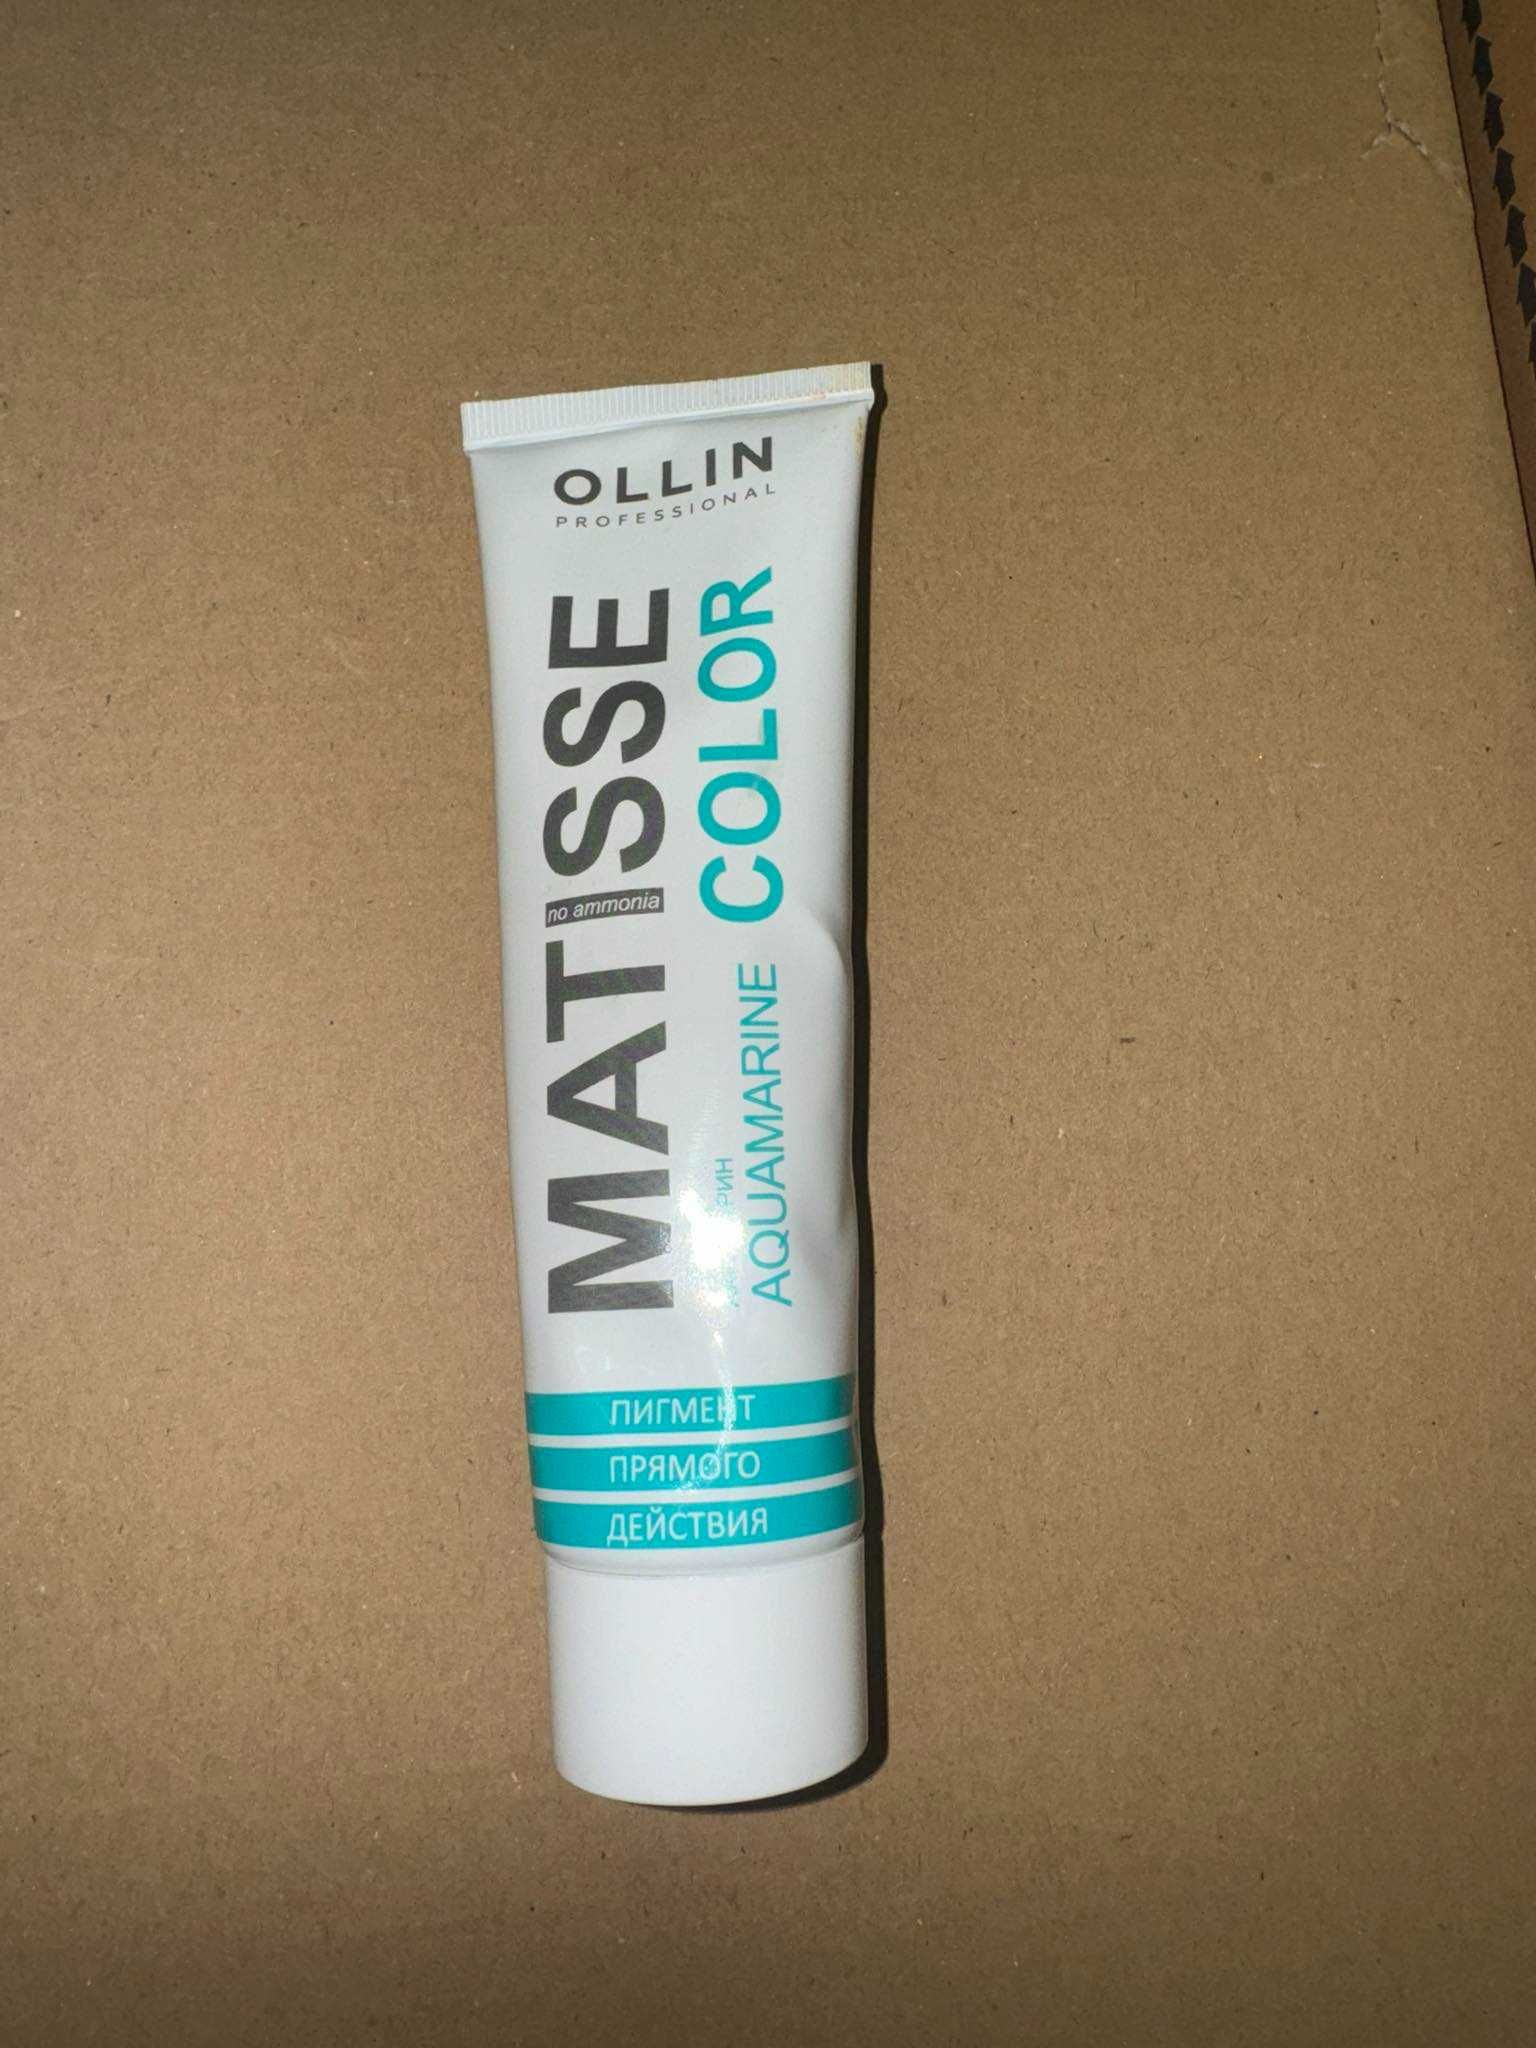 OLLIN
PROFESSIONAL
MATISSE
no ammonia
COLOR
AQUAMARINE
ПИГМЕНТ
ПРЯМОГО
ДЕЙСТВИЯ